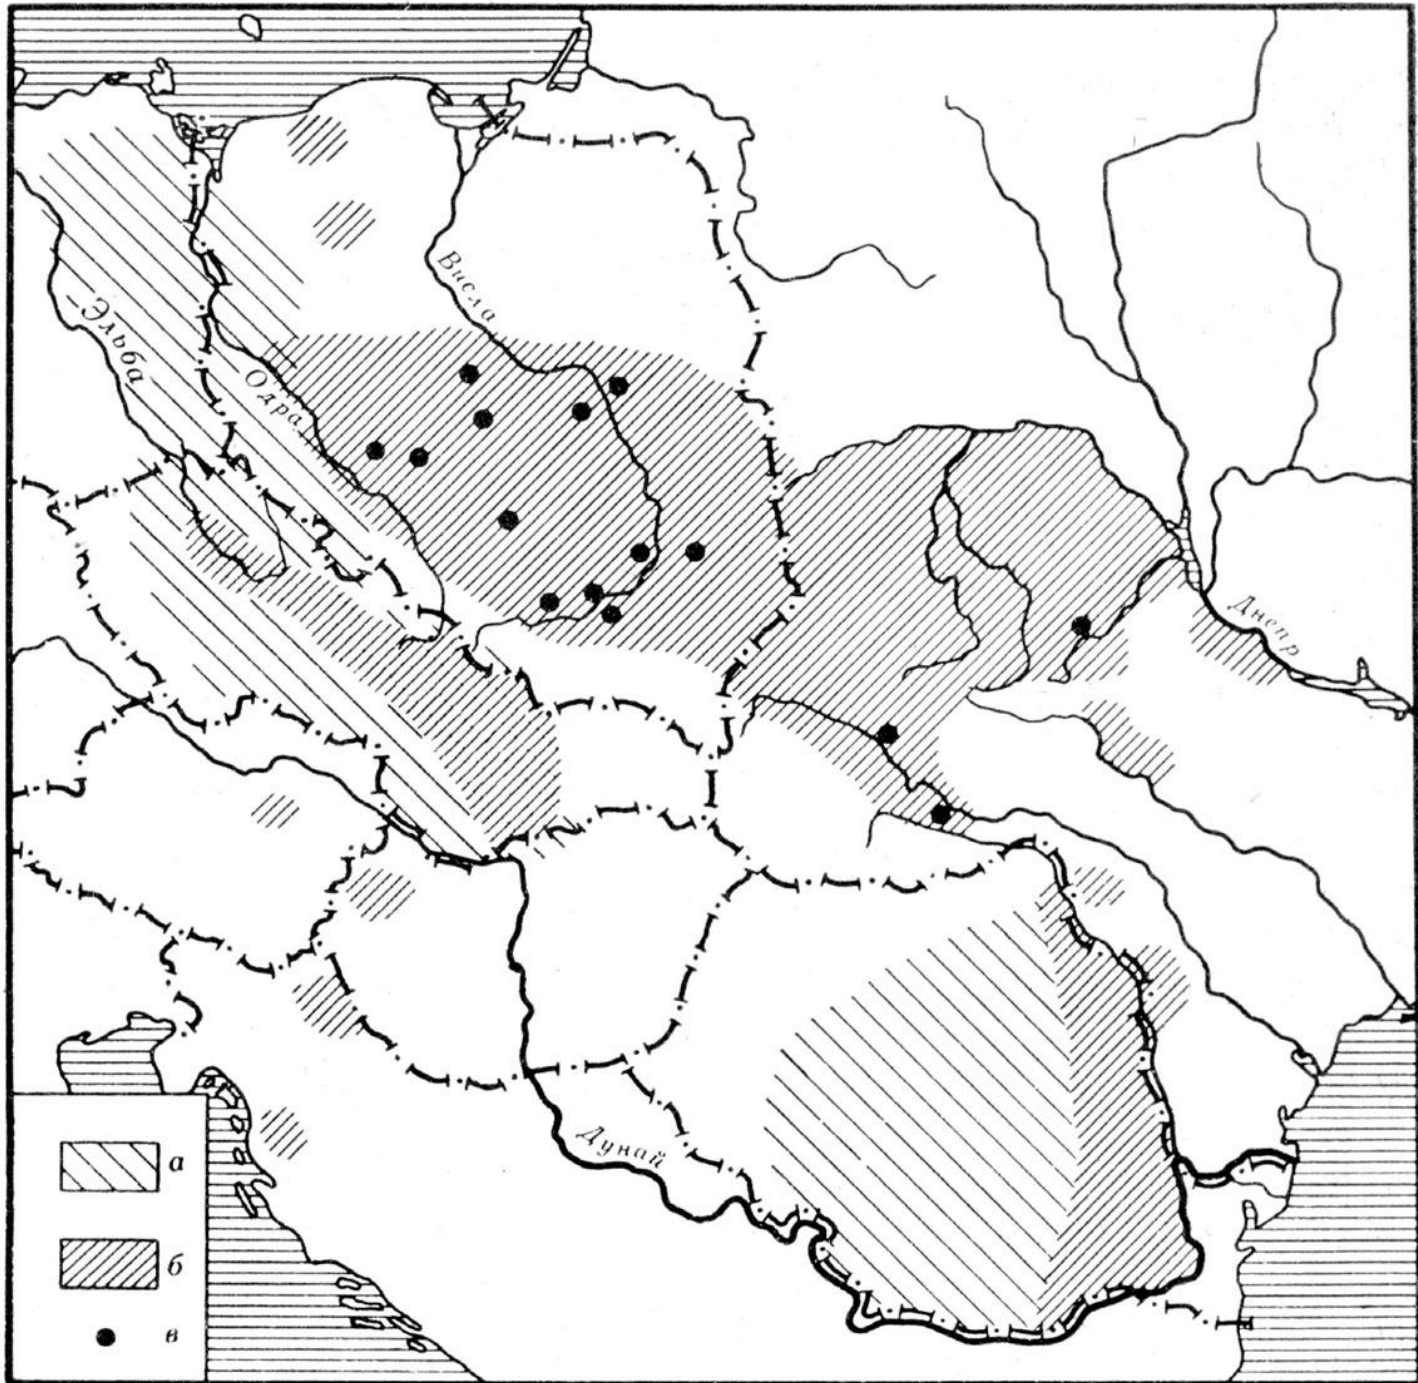 Висла
Эльба
Одра
Днепр
Дунай
а
б
в